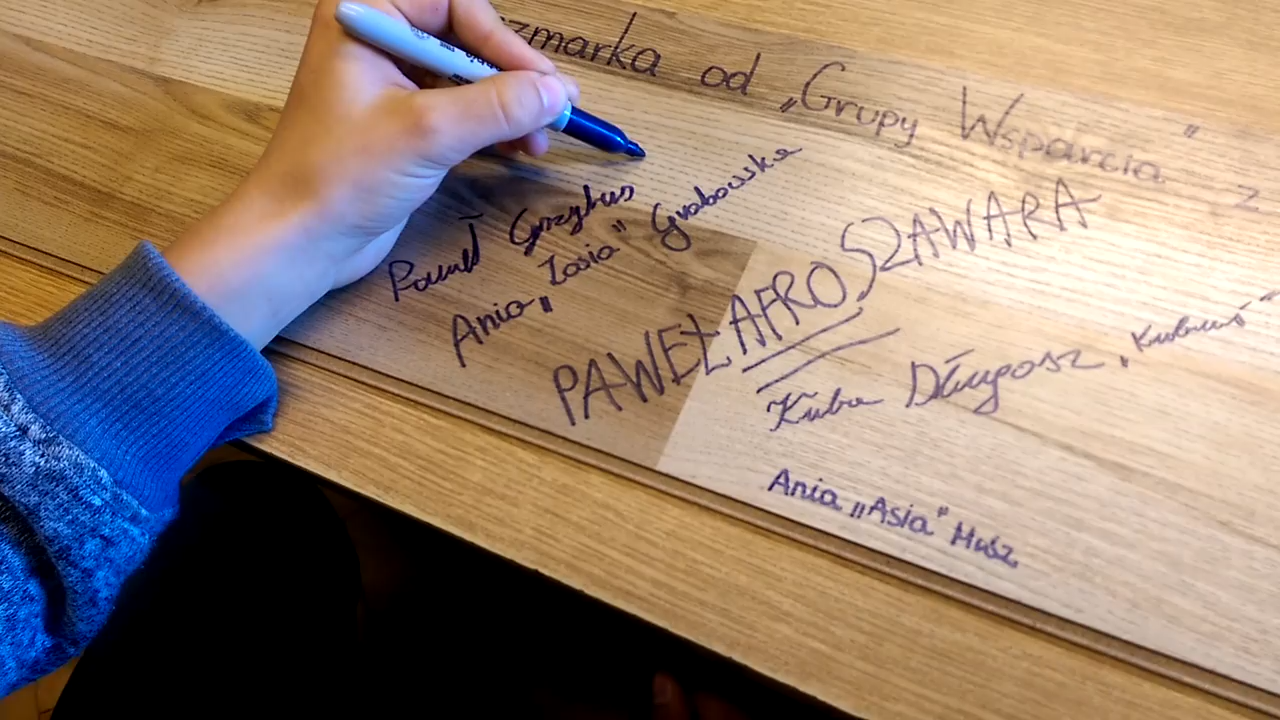 zmarka od „Grupy Wsparcia" z
Paweł Grzybus
Ania „Zosia" Grabowska
PAWEŁ AFRO SZAWARA
Kuba Długosz „Kubuś"
Ania „Asia" Musz